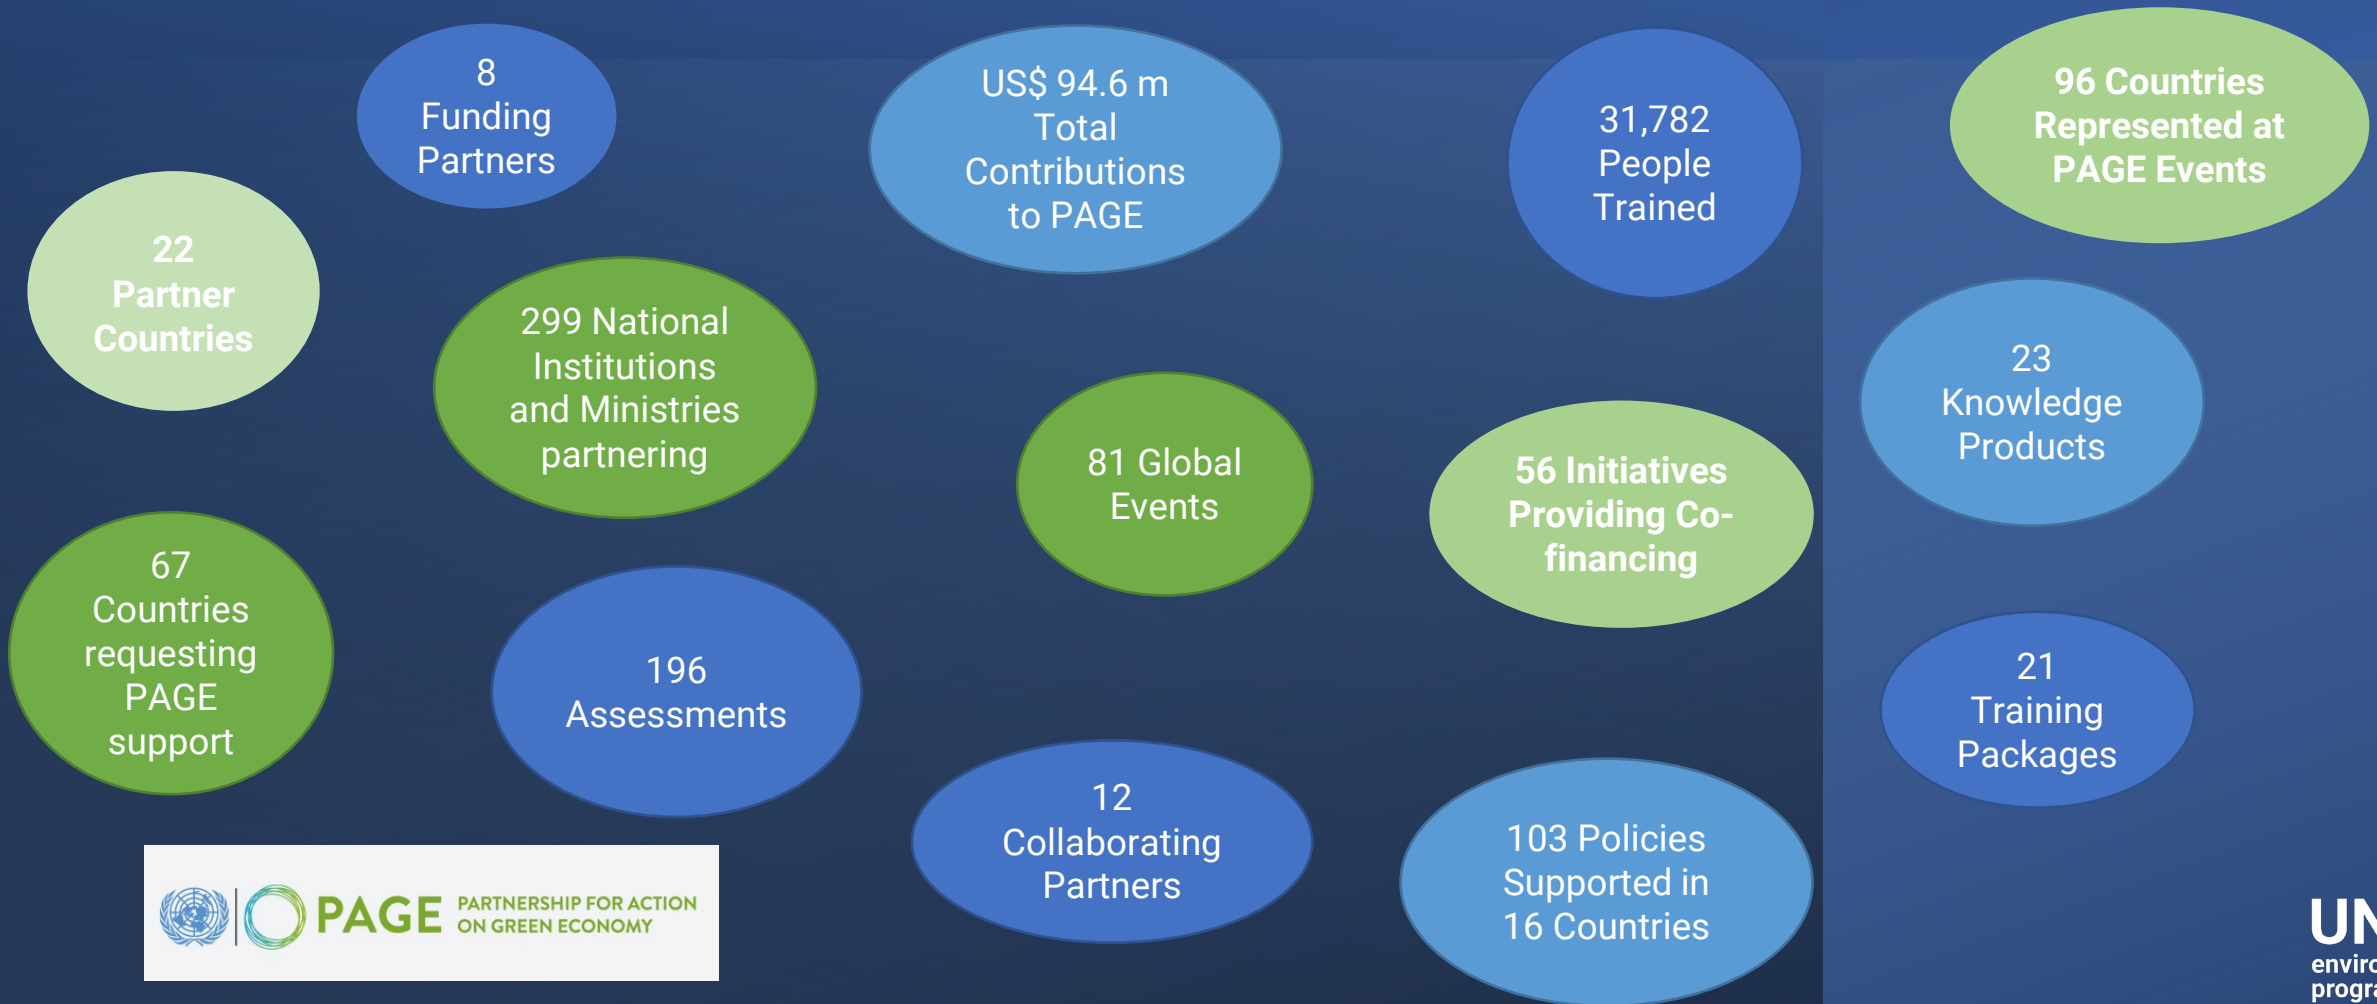 8
Funding
Partners
US$ 94.6 m
Total
Contributions
to PAGE
31,782
People
Trained
96 Countries
Represented at
PAGE Events
22
Partner
Countries
299 National
Institutions
and Ministries
partnering
81 Global
Events
56 Initiatives
Providing Co-
financing
23
Knowledge
Products
67
Countries
requesting
PAGE
support
196
Assessments
12
Collaborating
Partners
103 Policies
Supported in
16 Countries
21
Training
Packages
PAGE
PARTNERSHIP FOR ACTION
ON GREEN ECONOMY